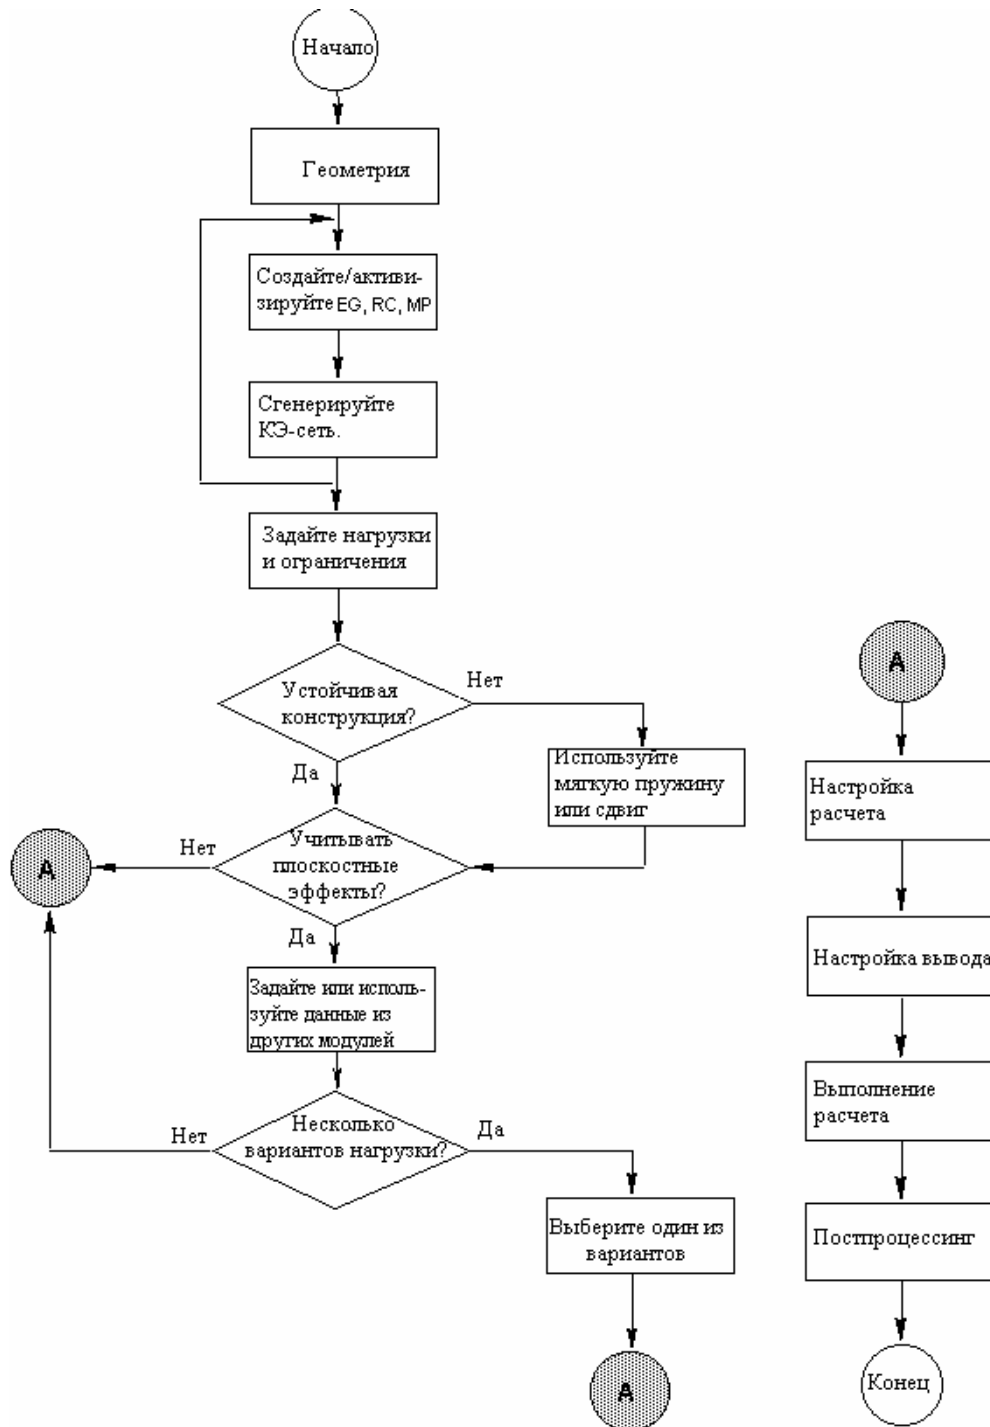 Начало
Геометрия
Создайте/активи-
зируйте EG, RC, MP
Сгенерируйте
КЭ-сеть.
Задайте нагрузки
и ограничения
Устойчивая
конструкция?
Нет
Да
Используйте
мягкую пружину
или сдвиг
Учитывать
плоскостные
эффекты?
Нет
A
Да
Задайте или исполь-
зуйте данные из
других модулей
Несколько
вариантов нагрузки?
Нет
Да
Выберите один из
вариантов
A
A
Настройка
расчета
Настройка вывода
Выполнение
расчета
Постпроцессинг
Конец